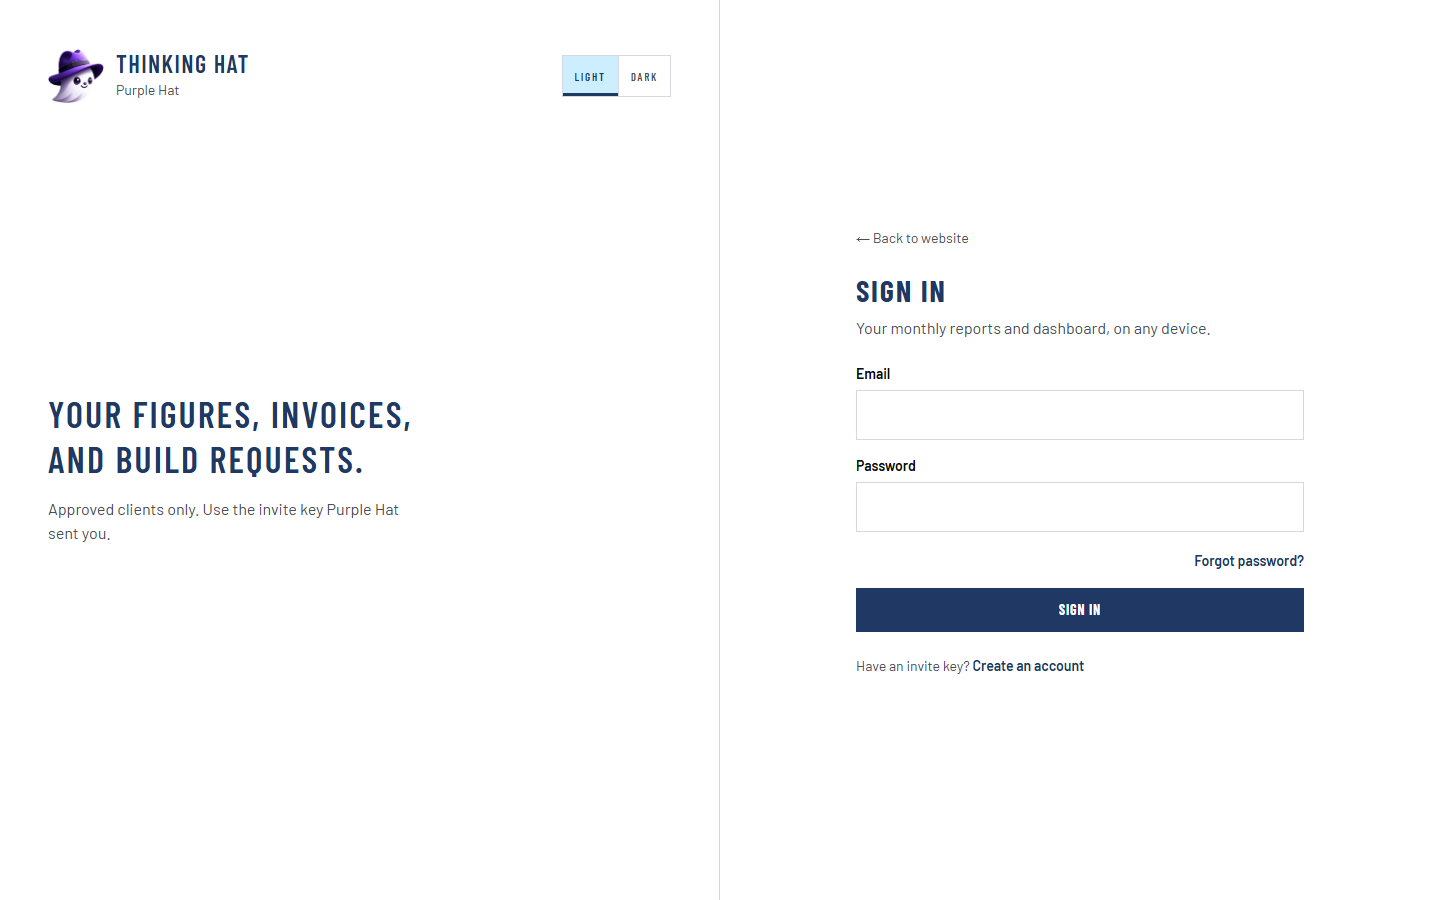 THINKING HAT
Purple Hat
LIGHT
DARK
YOUR FIGURES, INVOICES,
AND BUILD REQUESTS.
Approved clients only. Use the invite key Purple Hat
sent you.
← Back to website
SIGN IN
Your monthly reports and dashboard, on any device.
Email
Password
Forgot password?
SIGN IN
Have an invite key? Create an account